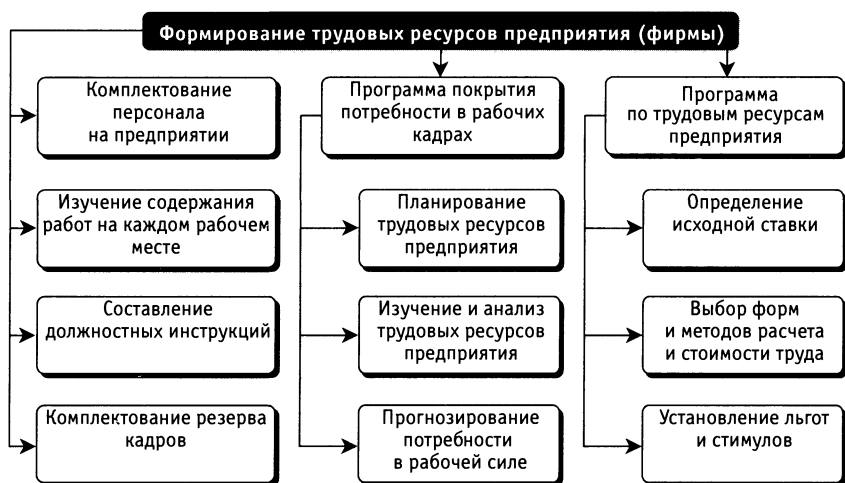 Формирование трудовых ресурсов предприятия (фирмы)
Комплектование
персонала
на предприятии
Изучение содержания
работ на каждом рабочем
месте
Составление
должностных инструкций
Комплектование резерва
кадров
Программа покрытия
потребности в рабочих
кадрах
Планирование
трудовых ресурсов
предприятия
Изучение и анализ
трудовых ресурсов
предприятия
Прогнозирование
потребности
в рабочей силе
Программа
по трудовым ресурсам
предприятия
Определение
исходной ставки
Выбор форм
и методов расчета
и стоимости труда
Установление льгот
и стимулов